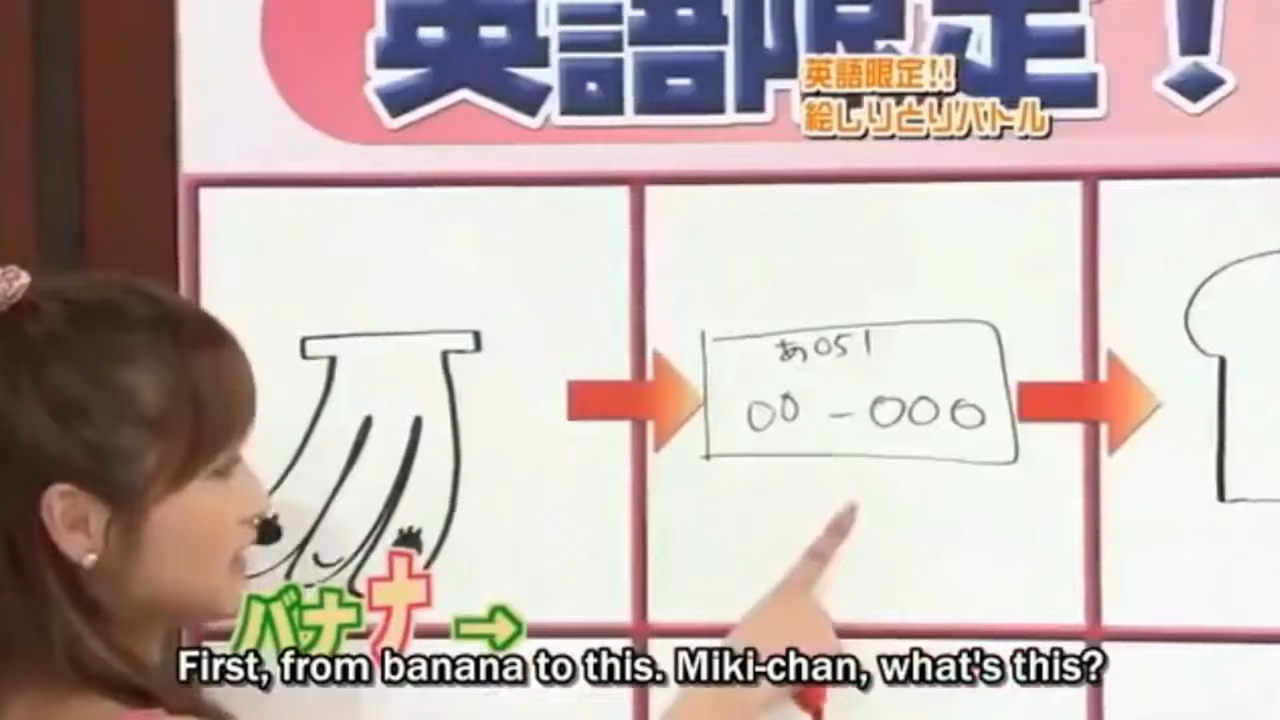 英語限定!
英語限定!!
絵しりとりバトル
あ051
00-000
バナナ→
First, from banana to this. Miki-chan, what's this?